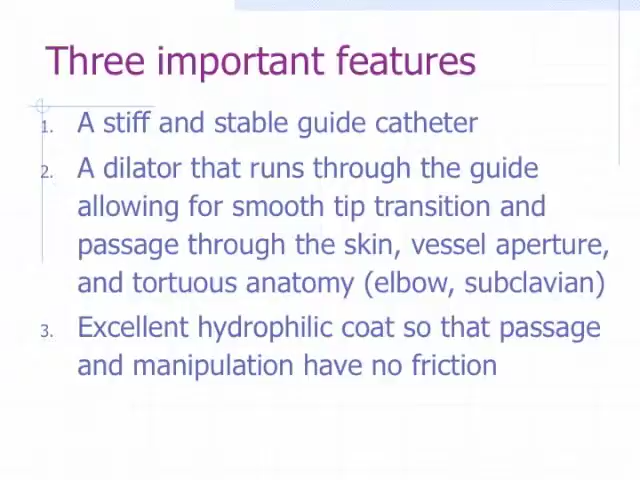 Three important features
1. A stiff and stable guide catheter
2. A dilator that runs through the guide
allowing for smooth tip transition and
passage through the skin, vessel aperture,
and tortuous anatomy (elbow, subclavian)
3. Excellent hydrophilic coat so that passage
and manipulation have no friction